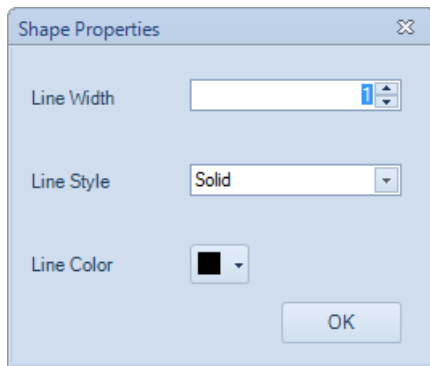 Shape Properties
Line Width 1
Line Style Solid
Line Color
OK